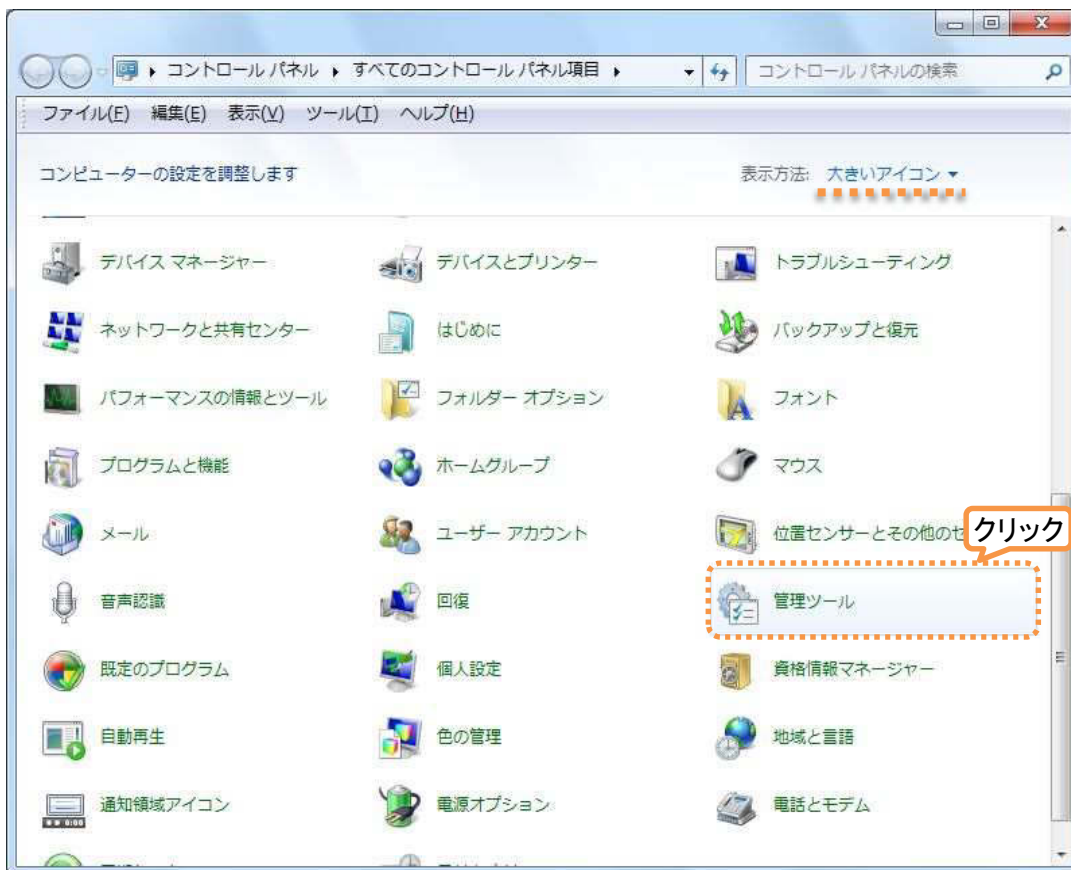 コントロール パネル すべてのコントロール パネル項目 コントロール パネルの検索
ファイル(F) 編集(E) 表示(V) ツール(T) ヘルプ(H)
コンピューターの設定を調整します 表示方法: 大きいアイコン
デバイス マネージャー デバイスとプリンター トラブルシューティング
ネットワークと共有センター はじめに バックアップと復元
パフォーマンスの情報とツール フォルダー オプション フォント
プログラムと機能 ホームグループ マウス
メール ユーザー アカウント 位置センサーとその他のセ クリック
音声認識 回復 管理ツール
既定のプログラム 個人設定 資格情報マネージャー
自動再生 色の管理 地域と言語
通知領域アイコン 電源オプション 電話とモデム